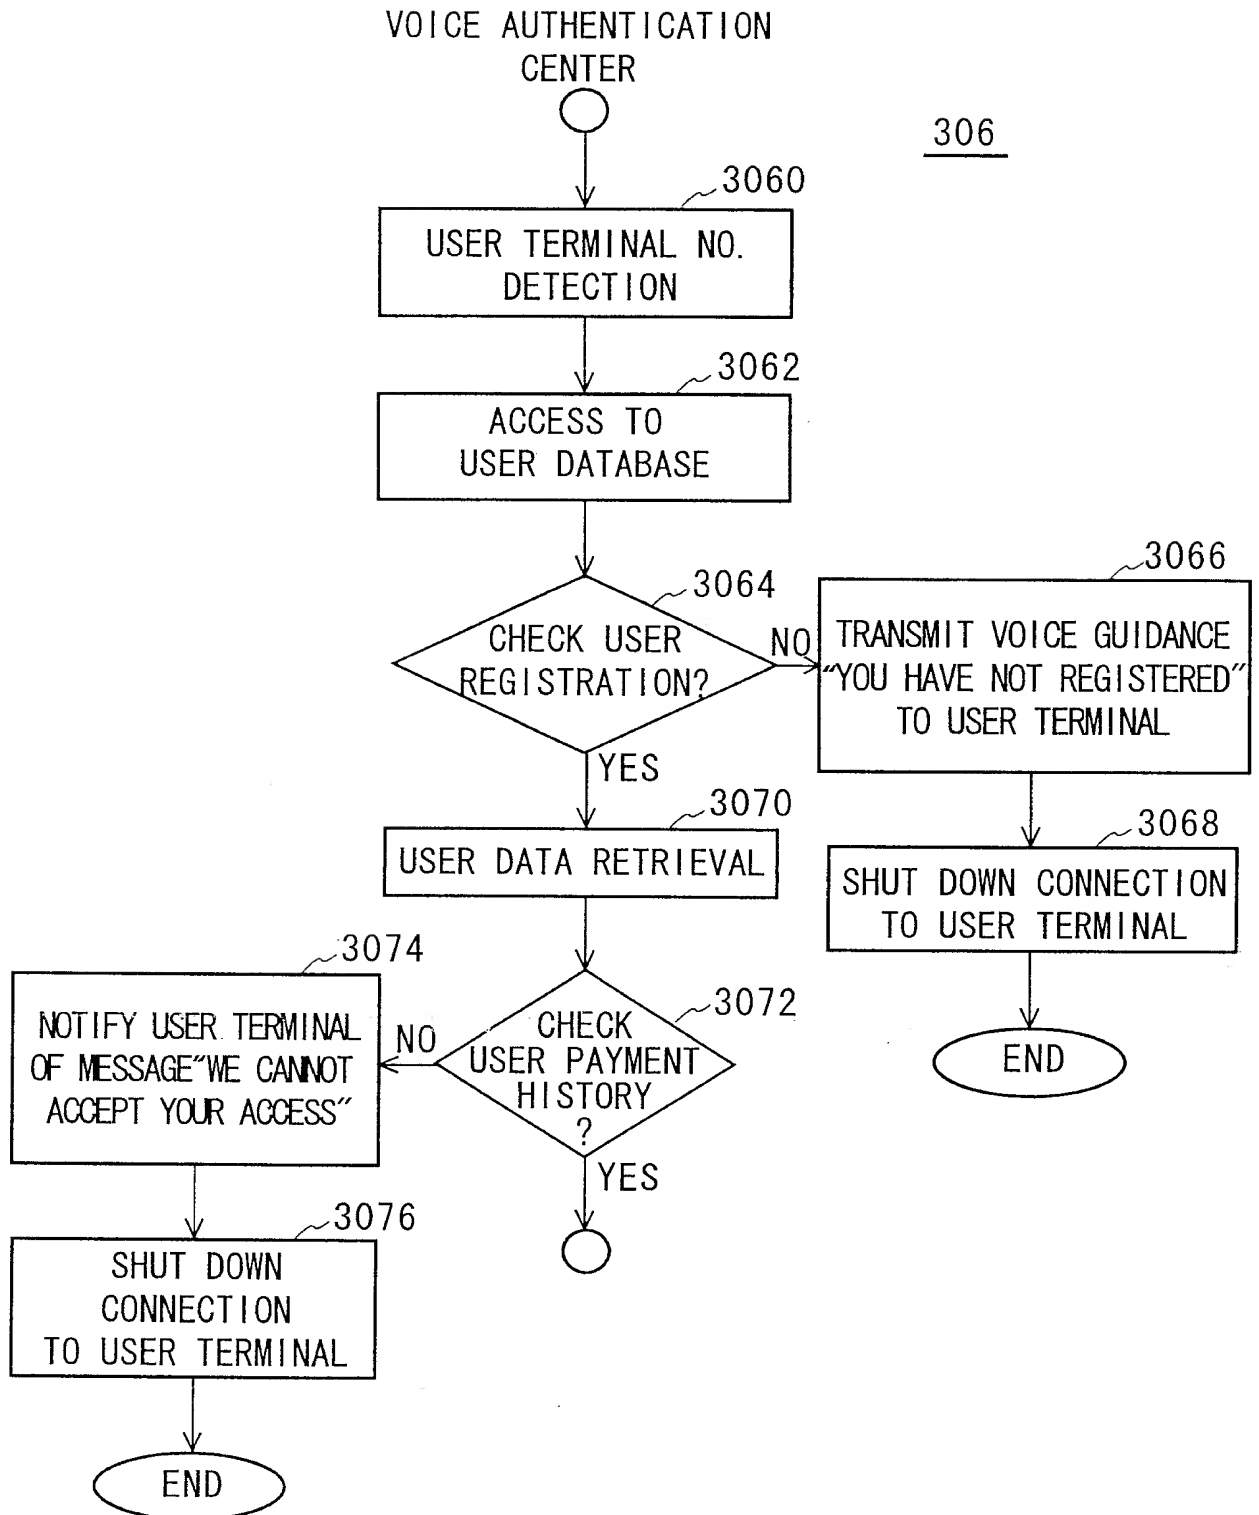 VOICE AUTHENTICATION
CENTER
306
3060
USER TERMINAL NO.
DETECTION
3062
ACCESS TO
USER DATABASE
3064
CHECK USER
REGISTRATION?
NO
3066
TRANSMIT VOICE GUIDANCE
"YOU HAVE NOT REGISTERED"
TO USER TERMINAL
YES
3070
USER DATA RETRIEVAL
3068
SHUT DOWN CONNECTION
TO USER TERMINAL
END
3072
CHECK
USER PAYMENT
HISTORY
?
NO
3074
NOTIFY USER TERMINAL
OF MESSAGE"WE CANNOT
ACCEPT YOUR ACCESS"
YES
3076
SHUT DOWN
CONNECTION
TO USER TERMINAL
END